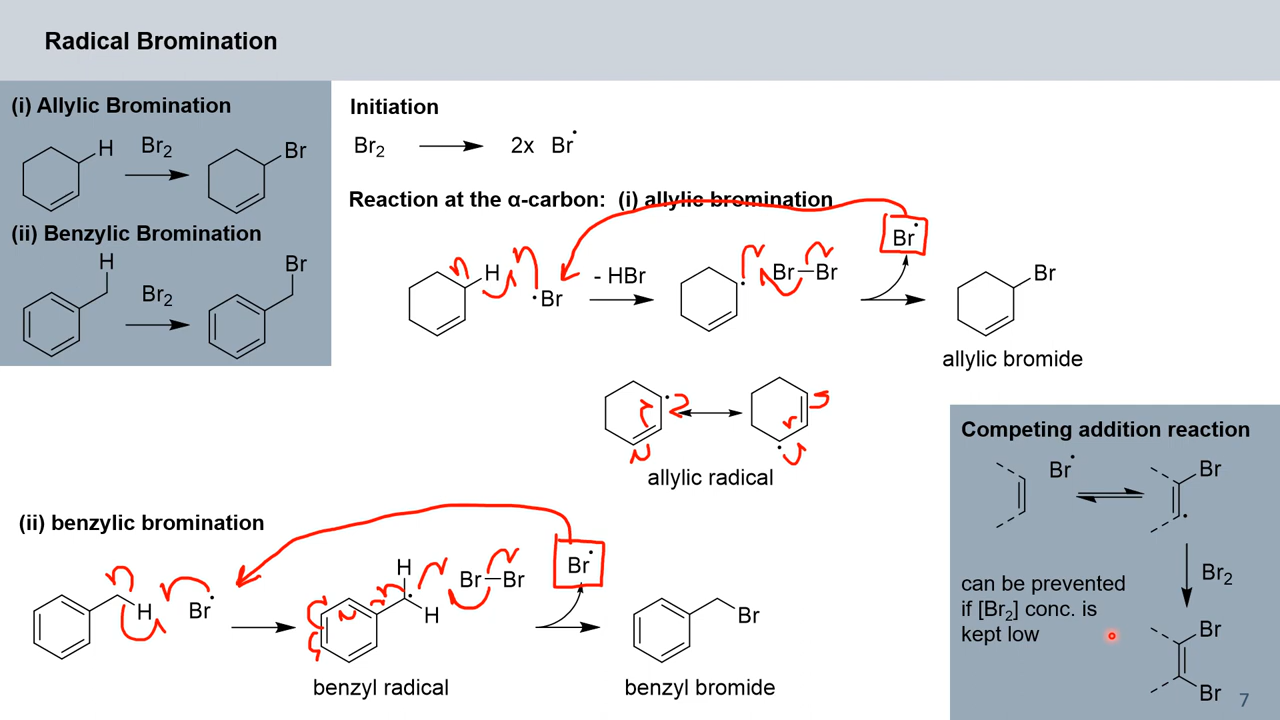 Radical Bromination
(i) Allylic Bromination
H
Br₂
Br
(ii) Benzylic Bromination
H
Br₂
Br
Initiation
Br₂ 2x Br•
Reaction at the α-carbon: (i) allylic bromination
H
•Br
- HBr
•
Br–Br
Br•
Br
allylic bromide
allylic radical
(ii) benzylic bromination
H
Br•
H
H
Br–Br
Br•
Br
benzyl radical
benzyl bromide
Competing addition reaction
Br•
Br
Br₂
can be prevented
if [Br₂] conc. is
kept low
Br
Br
7